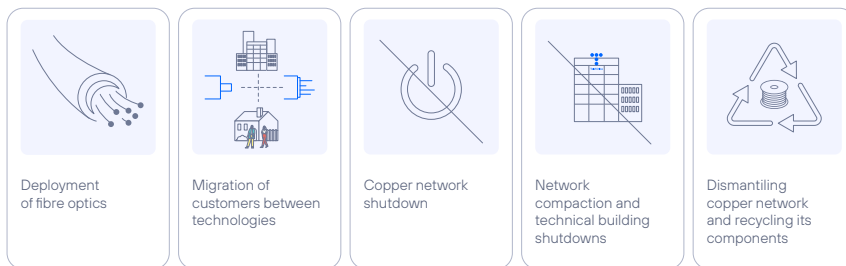 Deployment
of fibre optics
Migration of
customers between
technologies
Copper network
shutdown
Network
compaction and
technical building
shutdowns
Dismantiling
copper network
and recycling its
components